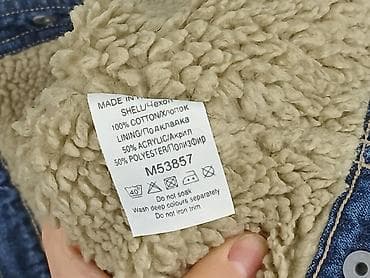 MADE IN
SHELL/Чехол
100% COTTON/Хлопок
LINING/Подкладка
50% ACRYLIC/Акрил
50% POLYESTER/Полиэфир
M53857
40°
Do not soak
Wash deep colours separately
Do not iron trim